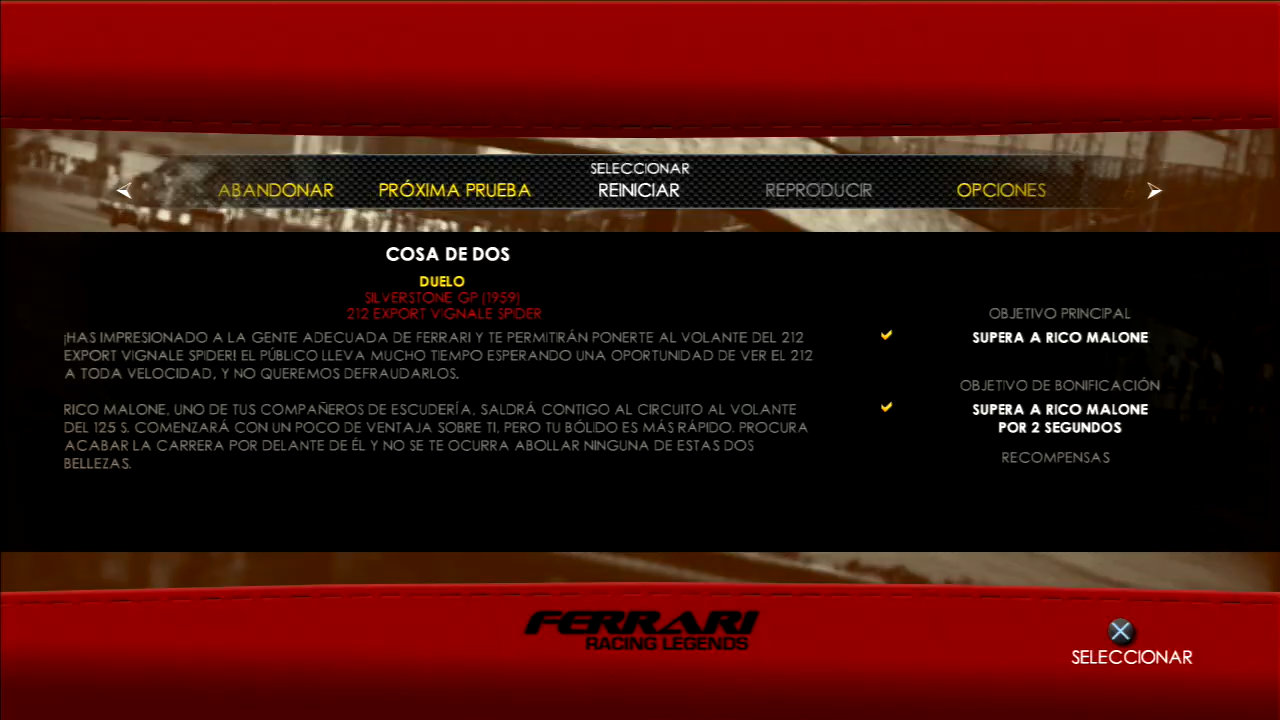 SELECCIONAR
ABANDONAR PRÓXIMA PRUEBA REINICIAR REPRODUCIR OPCIONES
COSA DE DOS
DUELO
SILVERSTONE GP (1959)
212 EXPORT VIGNALE SPIDER
¡HAS IMPRESIONADO A LA GENTE ADECUADA DE FERRARI Y TE PERMITIRÁN PONERTE AL VOLANTE DEL 212
EXPORT VIGNALE SPIDER! EL PÚBLICO LLEVA MUCHO TIEMPO ESPERANDO UNA OPORTUNIDAD DE VER EL 212
A TODA VELOCIDAD, Y NO QUEREMOS DEFRAUDARLOS.
RICO MALONE, UNO DE TUS COMPAÑEROS DE ESCUDERÍA, SALDRÁ CONTIGO AL CIRCUITO AL VOLANTE
DEL 125 S. COMENZARÁ CON UN POCO DE VENTAJA SOBRE TI, PERO TU BÓLIDO ES MÁS RÁPIDO. PROCURA
ACABAR LA CARRERA POR DELANTE DE ÉL Y NO SE TE OCURRA ABOLLAR NINGUNA DE ESTAS DOS
BELLEZAS.
OBJETIVO PRINCIPAL
SUPERA A RICO MALONE
OBJETIVO DE BONIFICACIÓN
SUPERA A RICO MALONE
POR 2 SEGUNDOS
RECOMPENSAS
FERRARI
RACING LEGENDS
SELECCIONAR